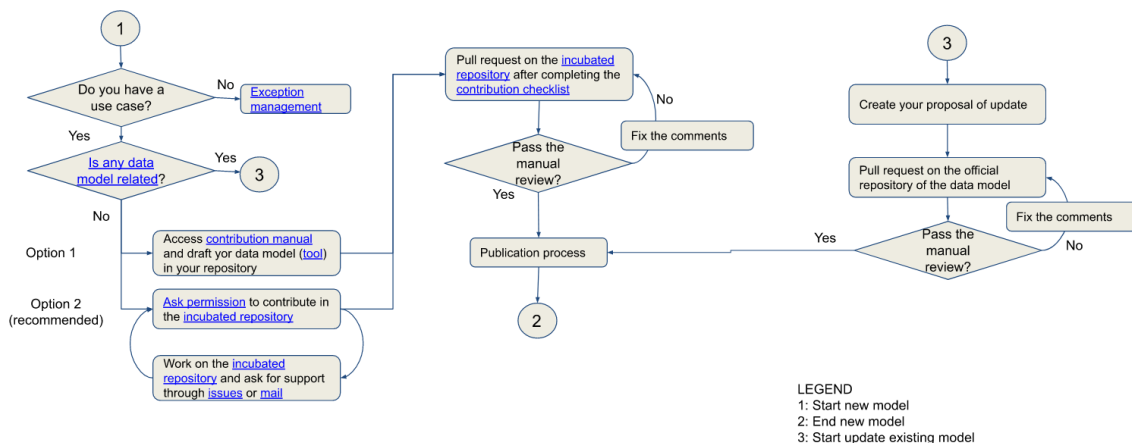 1
Do you have a
use case?
No
Exception
management
Yes
Is any data
model related?
Yes
3
No
Option 1
Access contribution manual
and draft yor data model (tool)
in your repository
Option 2
(recommended)
Ask permission to contribute in
the incubated repository
Work on the incubated
repository and ask for support
through issues or mail
Pull request on the incubated
repository after completing the
contribution checklist
No
Fix the comments
Pass the
manual
review?
Yes
Publication process
2
3
Create your proposal of update
Pull request on the official
repository of the data model
Fix the comments
Pass the
manual
review?
Yes
No
LEGEND
1: Start new model
2: End new model
3: Start update existing model